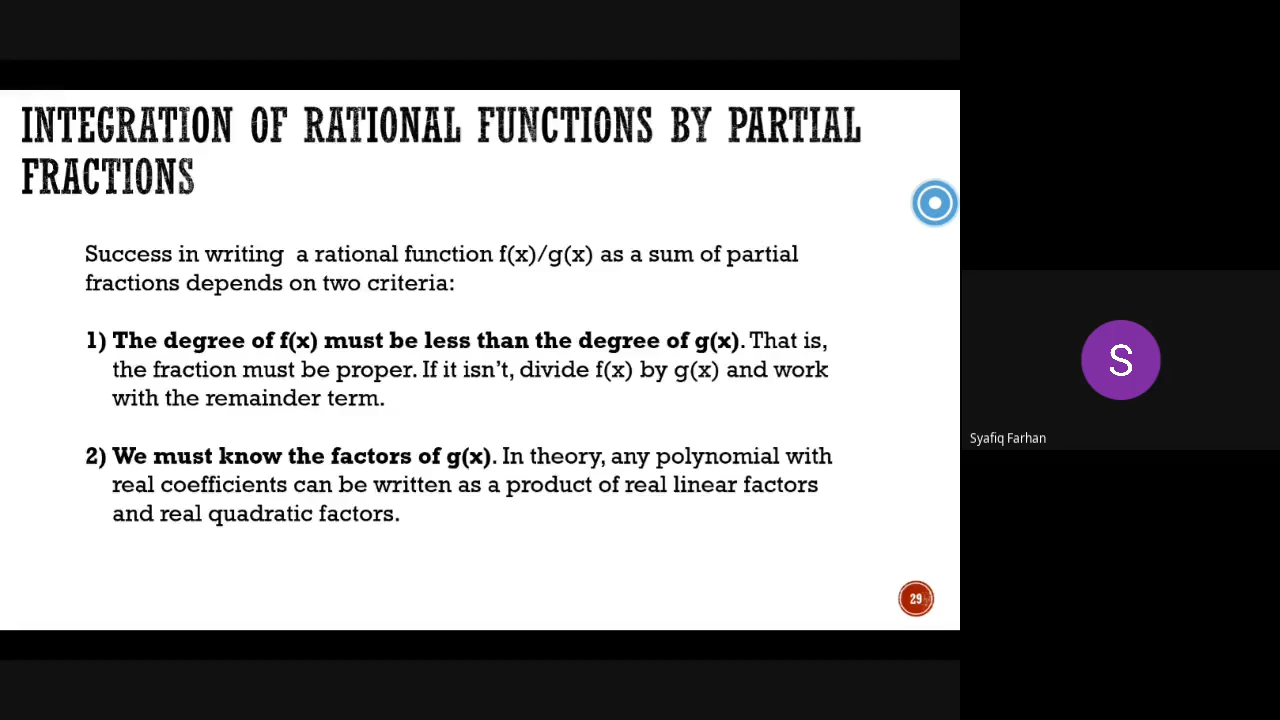 INTEGRATION OF RATIONAL FUNCTIONS BY PARTIAL
FRACTIONS
Success in writing a rational function f(x)/g(x) as a sum of partial
fractions depends on two criteria:
1) The degree of f(x) must be less than the degree of g(x). That is,
the fraction must be proper. If it isn't, divide f(x) by g(x) and work
with the remainder term.
2) We must know the factors of g(x). In theory, any polynomial with
real coefficients can be written as a product of real linear factors
and real quadratic factors.
29
S
Syafiq Farhan